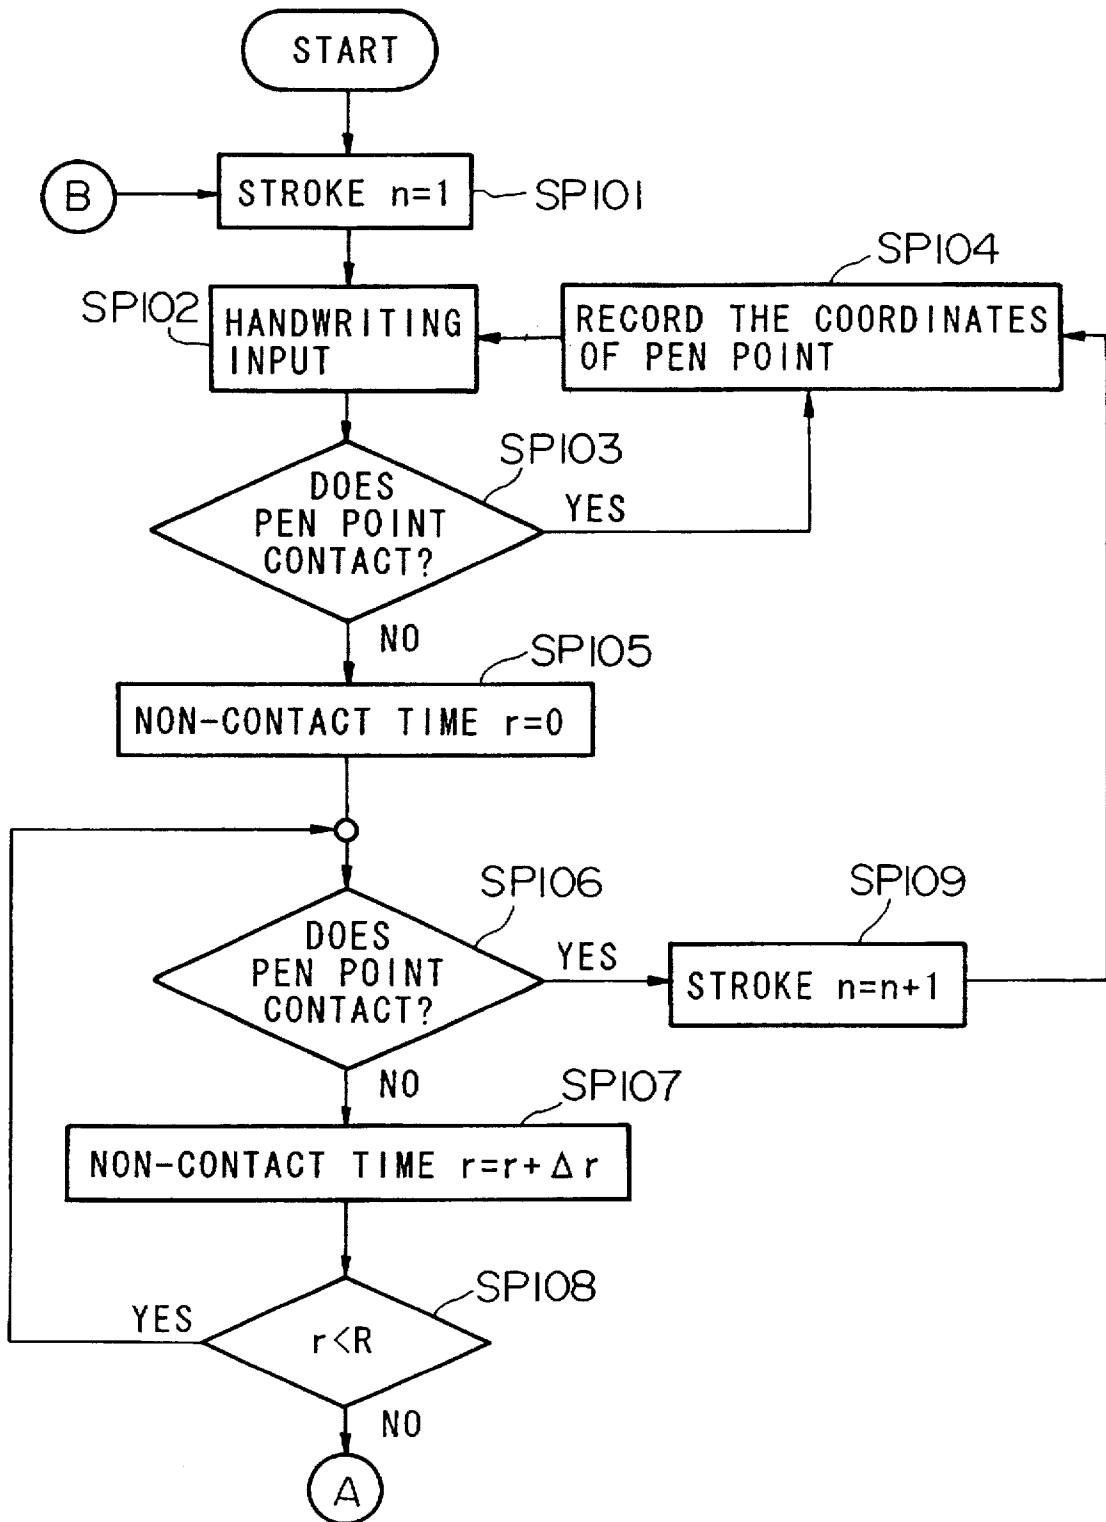 START
B
STROKE n=1
SP101
SP104
SP102
HANDWRITING
INPUT
RECORD THE COORDINATES
OF PEN POINT
SP103
DOES
PEN POINT
CONTACT?
YES
NO
SP105
NON-CONTACT TIME r=0
SP106
SP109
DOES
PEN POINT
CONTACT?
YES
STROKE n=n+1
NO
SP107
NON-CONTACT TIME r=r+Δr
SP108
YES
r<R
NO
A